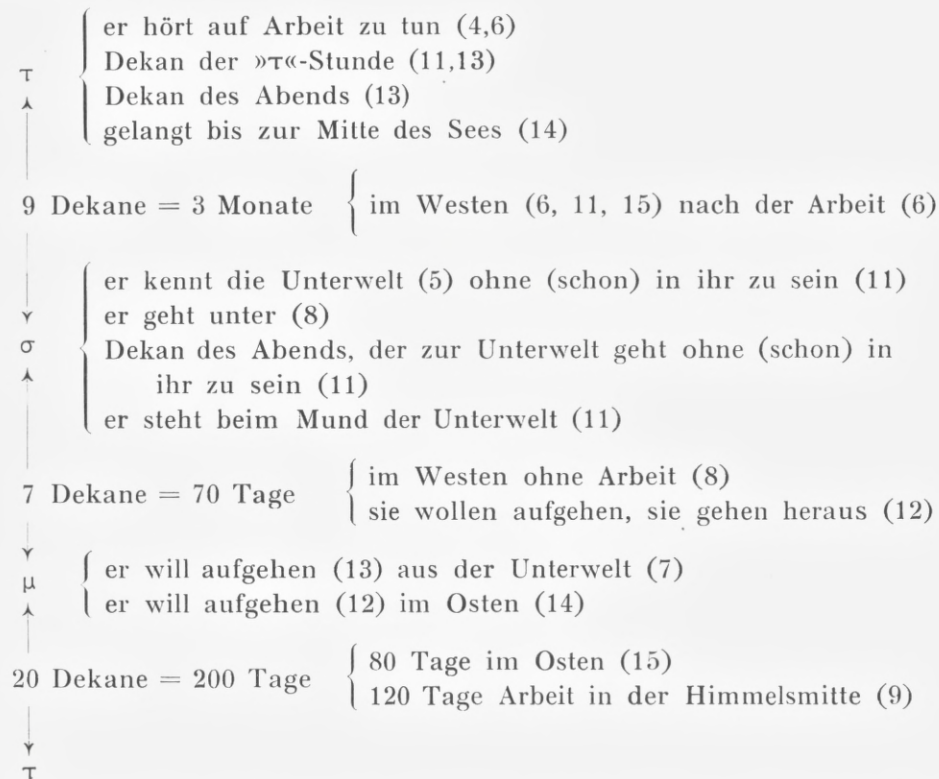 er hört auf Arbeit zu tun (4,6)
Dekan der »τ«-Stunde (11,13)
τ
Dekan des Abends (13)
gelangt bis zur Mitte des Sees (14)
9 Dekane = 3 Monate im Westen (6, 11, 15) nach der Arbeit (6)
er kennt die Unterwelt (5) ohne (schon) in ihr zu sein (11)
er geht unter (8)
σ Dekan des Abends, der zur Unterwelt geht ohne (schon) in
ihr zu sein (11)
er steht beim Mund der Unterwelt (11)
im Westen ohne Arbeit (8)
7 Dekane = 70 Tage
sie wollen aufgehen, sie gehen heraus (12)
er will aufgehen (13) aus der Unterwelt (7)
μ
er will aufgehen (12) im Osten (14)
80 Tage im Osten (15)
20 Dekane = 200 Tage
120 Tage Arbeit in der Himmelsmitte (9)
τ